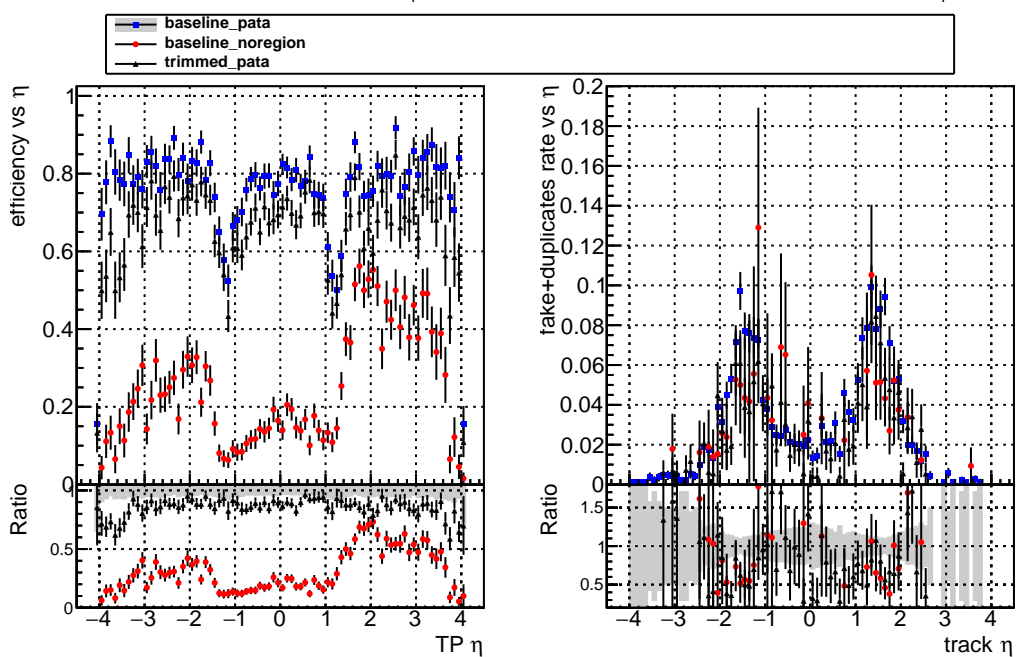 baseline_pata
baseline_noregion
trimmed_pata
efficiency vs η
1
0.8
0.6
0.4
0.2
0
Ratio
1
0.5
0
−4 −3 −2 −1 0 1 2 3 4
TP η
fake+duplicates rate vs η
0.2
0.18
0.16
0.14
0.12
0.1
0.08
0.06
0.04
0.02
0
Ratio
1.5
1
0.5
−4 −3 −2 −1 0 1 2 3 4
track η